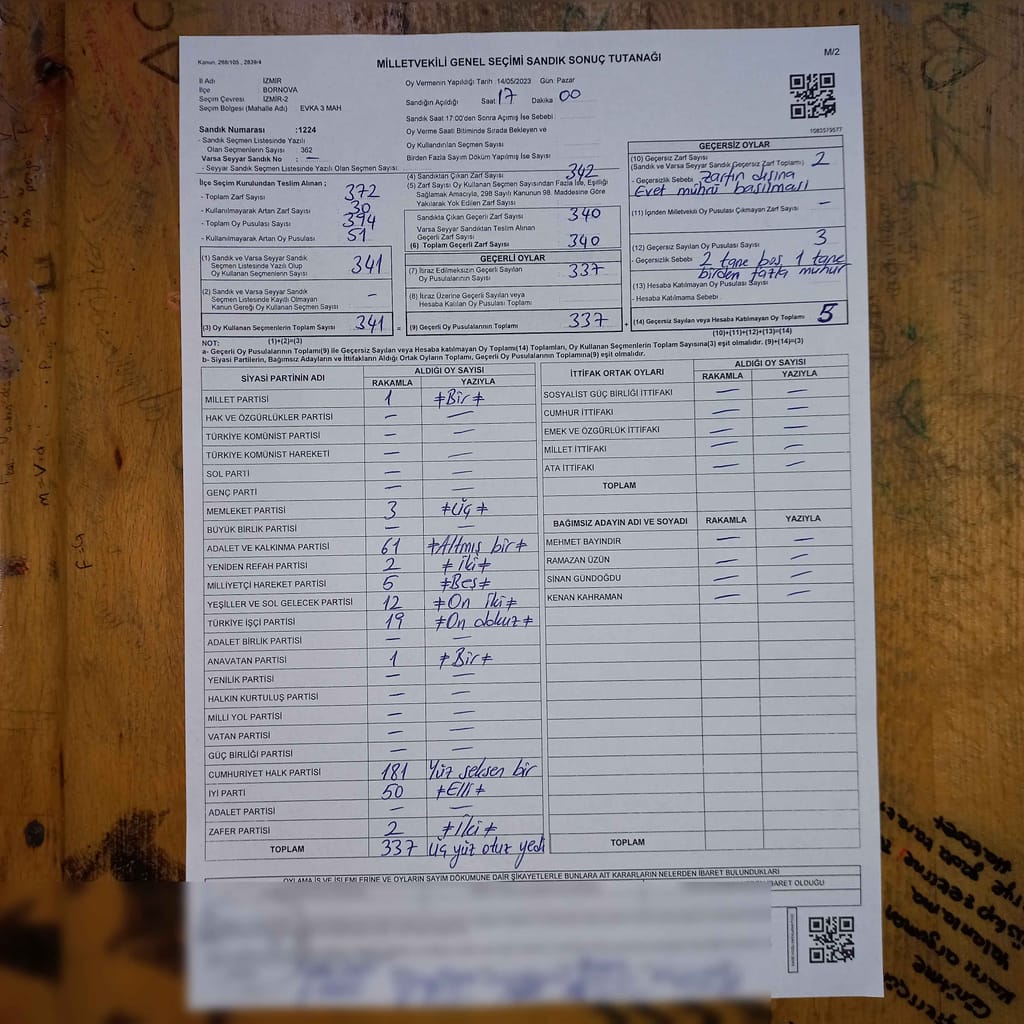 Kanun, 298/105 , 2839/4
MİLLETVEKİLİ GENEL SEÇİMİ SANDIK SONUÇ TUTANAĞI
M/2
İl Adı : İZMİR
İlçe : BORNOVA
Seçim Çevresi : İZMİR-2
Seçim Bölgesi (Mahalle Adı) EVKA 3 MAH
Sandık Numarası :1224
- Sandık Seçmen Listesinde Yazılı
Olan Seçmenlerin Sayısı : 362
Varsa Seyyar Sandık No : —
- Seyyar Sandık Seçmen Listesinde Yazılı Olan Seçmen Sayısı:
Oy Vermenin Yapıldığı Tarih :14/05/2023 Gün: Pazar
Sandığın Açıldığı Saat 17 Dakika 00
Sandık Saat 17:00'den Sonra Açılmış İse Sebebi
Oy Verme Saati Bitiminde Sırada Bekleyen ve
Oy Kullandırılan Seçmen Sayısı
Birden Fazla Sayım Döküm Yapılmış İse Sayısı
1083579577
İlçe Seçim Kurulundan Teslim Alınan ;
- Toplam Zarf Sayısı 372
- Kullanılmayarak Artan Zarf Sayısı 30
- Toplam Oy Pusulası Sayısı 394
- Kullanılmayarak Artan Oy Pusulası Sayısı 51
(1) Sandık ve Varsa Seyyar Sandık
Seçmen Listesinde Yazılı Olup
Oy Kullanan Seçmenlerin Sayısı 341
(2) Sandık ve Varsa Seyyar Sandık
Seçmen Listesinde Kayıtlı Olmayan
Kanun Gereği Oy Kullanan Seçmen Sayısı —
(3) Oy Kullanan Seçmenlerin Toplam Sayısı 341 =
(4) Sandıktan Çıkan Zarf Sayısı 342
(5) Zarf Sayısı Oy Kullanan Seçmen Sayısından Fazla İse, Eşitliği
Sağlamak Amacıyla, 298 Sayılı Kanunun 98. Maddesine Göre
Yakılarak Yok Edilen Zarf Sayısı
Sandıkta Çıkan Geçerli Zarf Sayısı 340
Varsa Seyyar Sandıktan Teslim Alınan
Geçerli Zarf Sayısı
(6) Toplam Geçerli Zarf Sayısı 340
GEÇERLİ OYLAR
(7) İtiraz Edilmeksizin Geçerli Sayılan
Oy Pusulalarının Sayısı 337
(8) İtiraz Üzerine Geçerli Sayılan veya
Hesaba Katılan Oy Pusulası Toplamı
(9) Geçerli Oy Pusulalarının Toplamı 337 +
GEÇERSİZ OYLAR
(10) Geçersiz Zarf Sayısı
(Sandık ve Varsa Seyyar Sandık Geçersiz Zarf Toplamı) 2
- Geçersizlik Sebebi zarfın dışına
Evet mührü basılması
(11) İçinden Milletvekili Oy Pusulası Çıkmayan Zarf Sayısı —
(12) Geçersiz Sayılan Oy Pusulası Sayısı 3
- Geçersizlik Sebebi 2 tane boş 1 tane
birden fazla mühür
(13) Hesaba Katılmayan Oy Pusulası Sayısı
- Hesaba Katılmama Sebebi
(14) Geçersiz Sayılan veya Hesaba Katılmayan Oy Toplamı 5
(10)+(11)+(12)+(13)=(14)
NOT: (1)+(2)=(3)
a- Geçerli Oy Pusulalarının Toplamı(9) ile Geçersiz Sayılan veya Hesaba katılmayan Oy Toplamı(14) Toplamları, Oy Kullanan Seçmenlerin Toplam Sayısına(3) eşit olmalıdır. (9)+(14)=(3)
b- Siyasi Partilerin, Bağımsız Adayların ve İttifakların Aldığı Ortak Oyların Toplamı, Geçerli Oy Pusulalarının Toplamına(9) eşit olmalıdır.
SİYASİ PARTİNİN ADI ALDIĞI OY SAYISI
RAKAMLA YAZIYLA
MİLLET PARTİSİ 1 ≠Bir≠
HAK VE ÖZGÜRLÜKLER PARTİSİ — —
TÜRKİYE KOMÜNİST PARTİSİ — —
TÜRKİYE KOMÜNİST HAREKETİ — —
SOL PARTİ — —
GENÇ PARTİ — —
MEMLEKET PARTİSİ 3 ≠Üç≠
BÜYÜK BİRLİK PARTİSİ — —
ADALET VE KALKINMA PARTİSİ 61 ≠Altmış bir≠
YENİDEN REFAH PARTİSİ 2 ≠İki≠
MİLLİYETÇİ HAREKET PARTİSİ 5 ≠Beş≠
YEŞİLLER VE SOL GELECEK PARTİSİ 12 ≠On İki≠
TÜRKİYE İŞÇİ PARTİSİ 19 ≠On dokuz≠
ADALET BİRLİK PARTİSİ — —
ANAVATAN PARTİSİ 1 ≠Bir≠
YENİLİK PARTİSİ — —
HALKIN KURTULUŞ PARTİSİ — —
MİLLİ YOL PARTİSİ — —
VATAN PARTİSİ — —
GÜÇ BİRLİĞİ PARTİSİ — —
CUMHURİYET HALK PARTİSİ 181 Yüz seksen bir
İYİ PARTİ 50 ≠Elli≠
ADALET PARTİSİ — —
ZAFER PARTİSİ 2 ≠İki≠
TOPLAM 337 Üç yüz otuz yedi
İTTİFAK ORTAK OYLARI ALDIĞI OY SAYISI
RAKAMLA YAZIYLA
SOSYALİST GÜÇ BİRLİĞİ İTTİFAKI — —
CUMHUR İTTİFAKI — —
EMEK VE ÖZGÜRLÜK İTTİFAKI — —
MİLLET İTTİFAKI — —
ATA İTTİFAKI — —
TOPLAM
BAĞIMSIZ ADAYIN ADI VE SOYADI RAKAMLA YAZIYLA
MEHMET BAYINDIR — —
RAMAZAN ÜZÜN — —
SİNAN GÜNDOĞDU — —
KENAN KAHRAMAN — —
TOPLAM
OYLAMA İŞ VE İŞLEMLERİNE VE OYLARIN SAYIM DÖKÜMÜNE DAİR ŞİKAYETLERLE BUNLARA AİT KARARLARIN NELERDEN İBARET BULUNDUKLARI
İBARET OLDUĞU